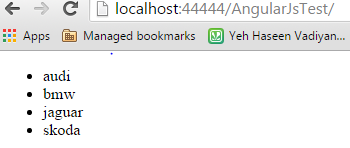 localhost:44444/AngularJsTest/
Apps Managed bookmarks Yeh Haseen Vadiyan...
audi
bmw
jaguar
skoda